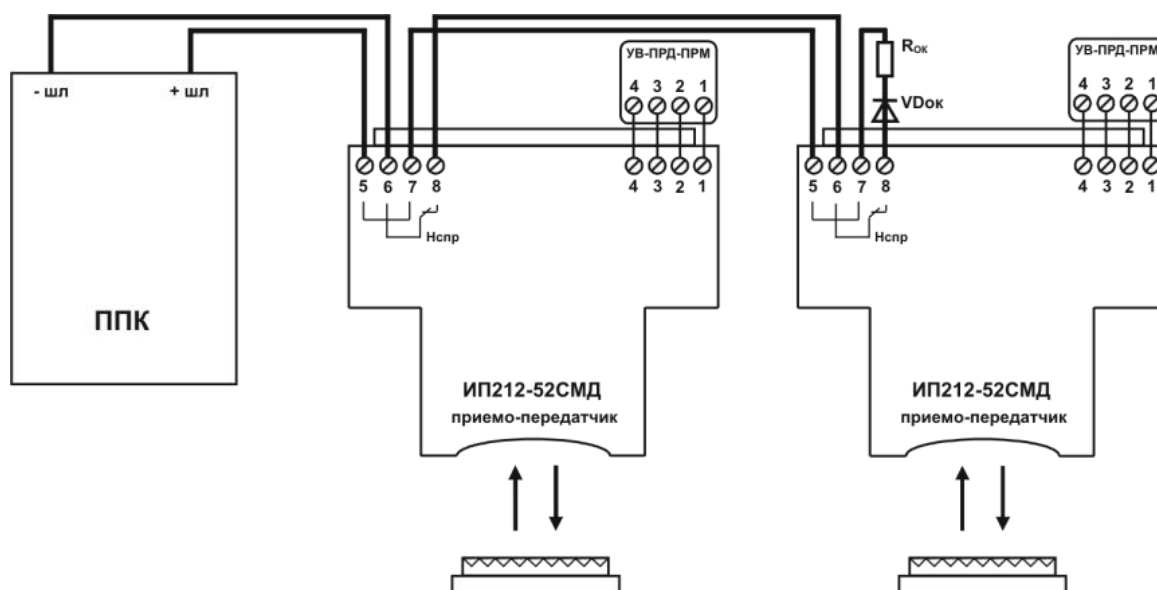 - шл + шл
ППК
УВ-ПРД-ПРМ
4 3 2 1
5 6 7 8
4 3 2 1
Нспр
ИП212-52СМД
приемо-передатчик
Rок
VDок
УВ-ПРД-ПРМ
4 3 2 1
5 6 7 8
4 3 2 1
Нспр
ИП212-52СМД
приемо-передатчик